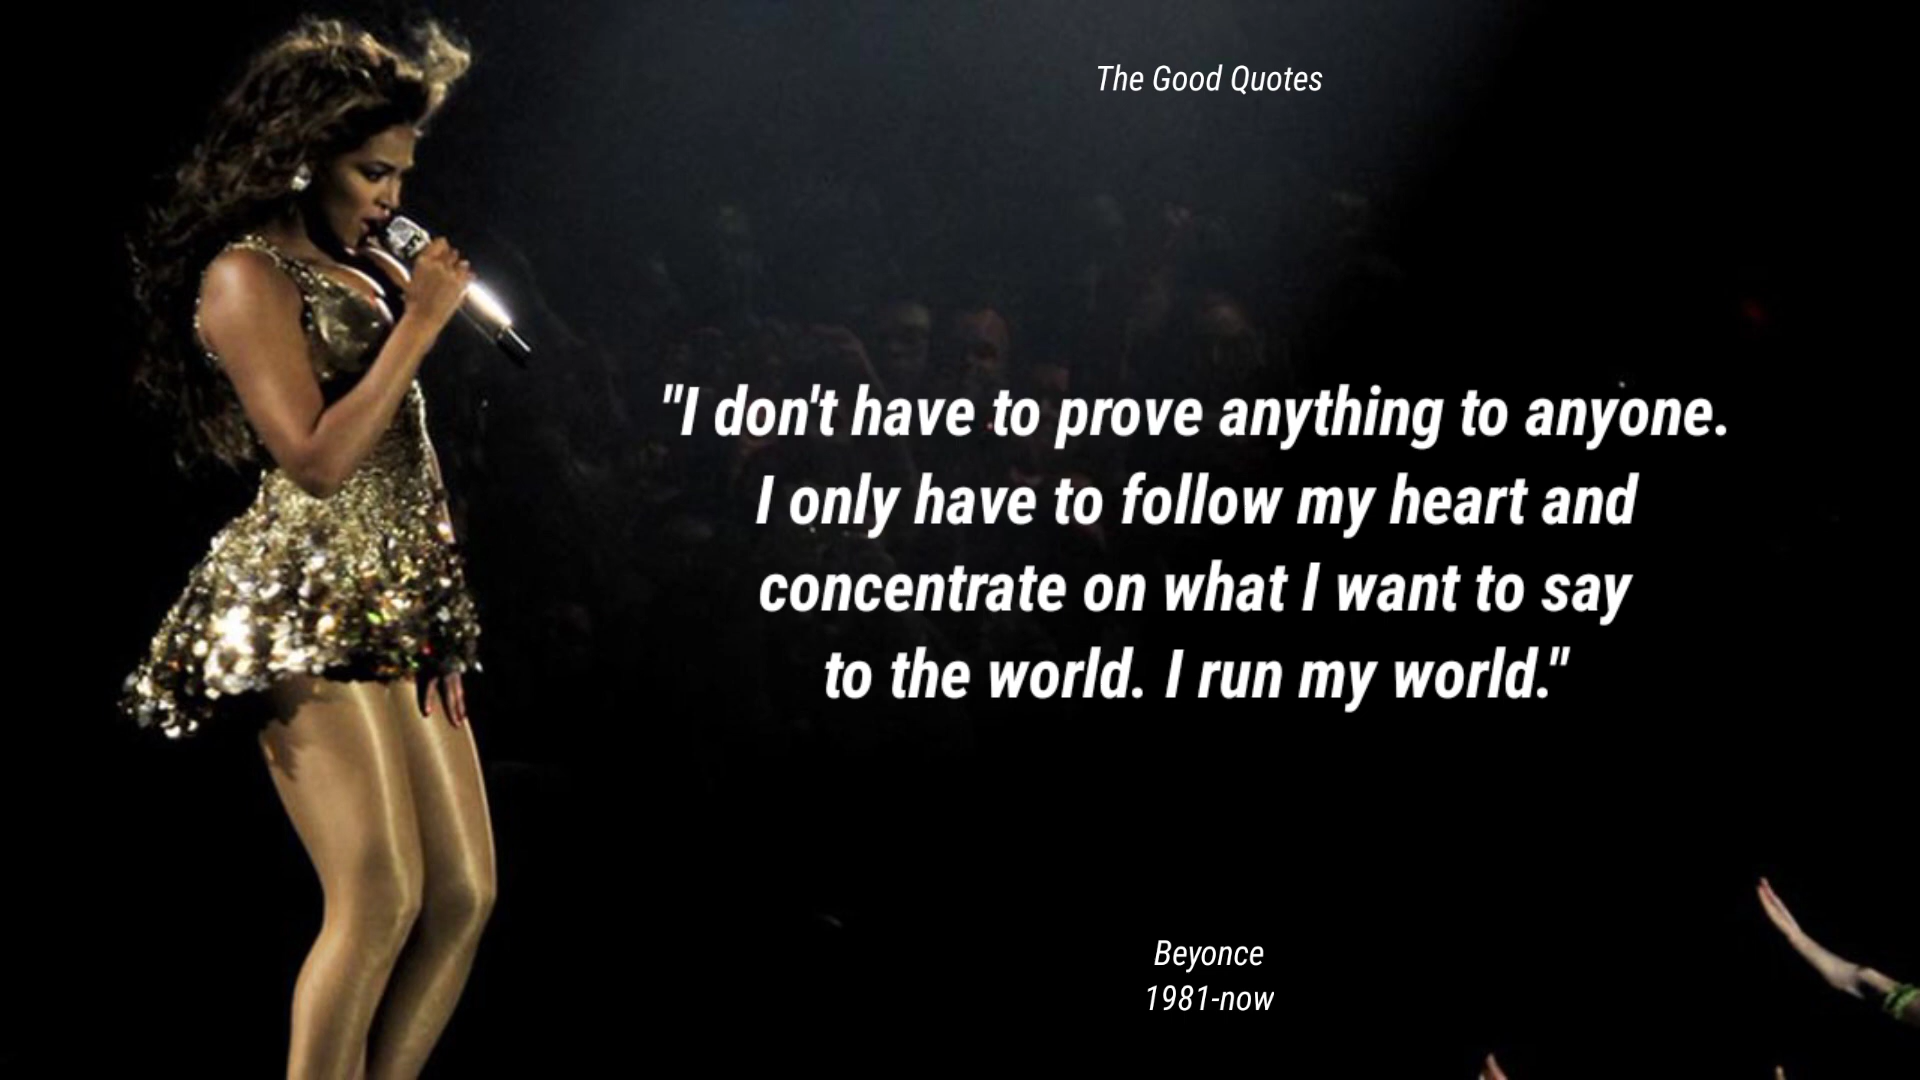 The Good Quotes
"I don't have to prove anything to anyone.
I only have to follow my heart and
concentrate on what I want to say
to the world. I run my world."
Beyonce
1981-now